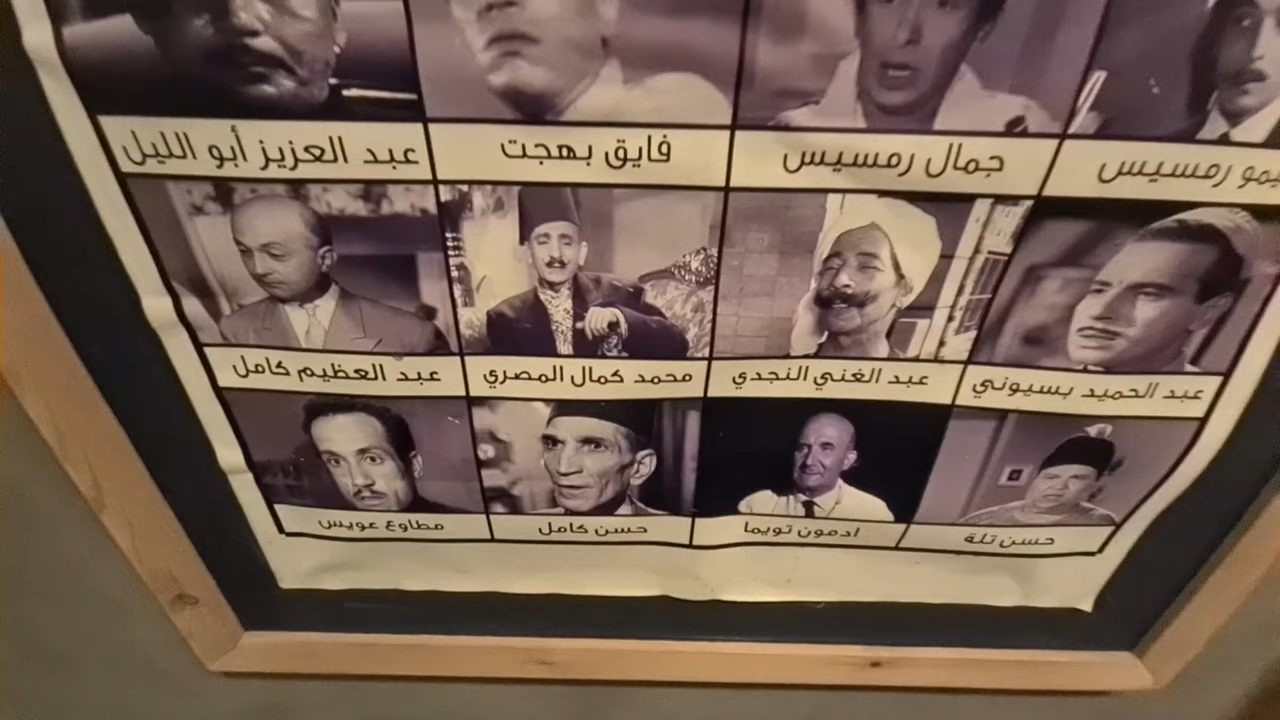 جمال رمسيس
فايق بهجت
عبد العزيز أبو الليل
عبد الحميد بسيوني
عبد الغني النجدي
محمد كمال المصري
عبد العظيم كامل
حسن تلة
ادمون تويما
حسن كامل
مطاوع عويس